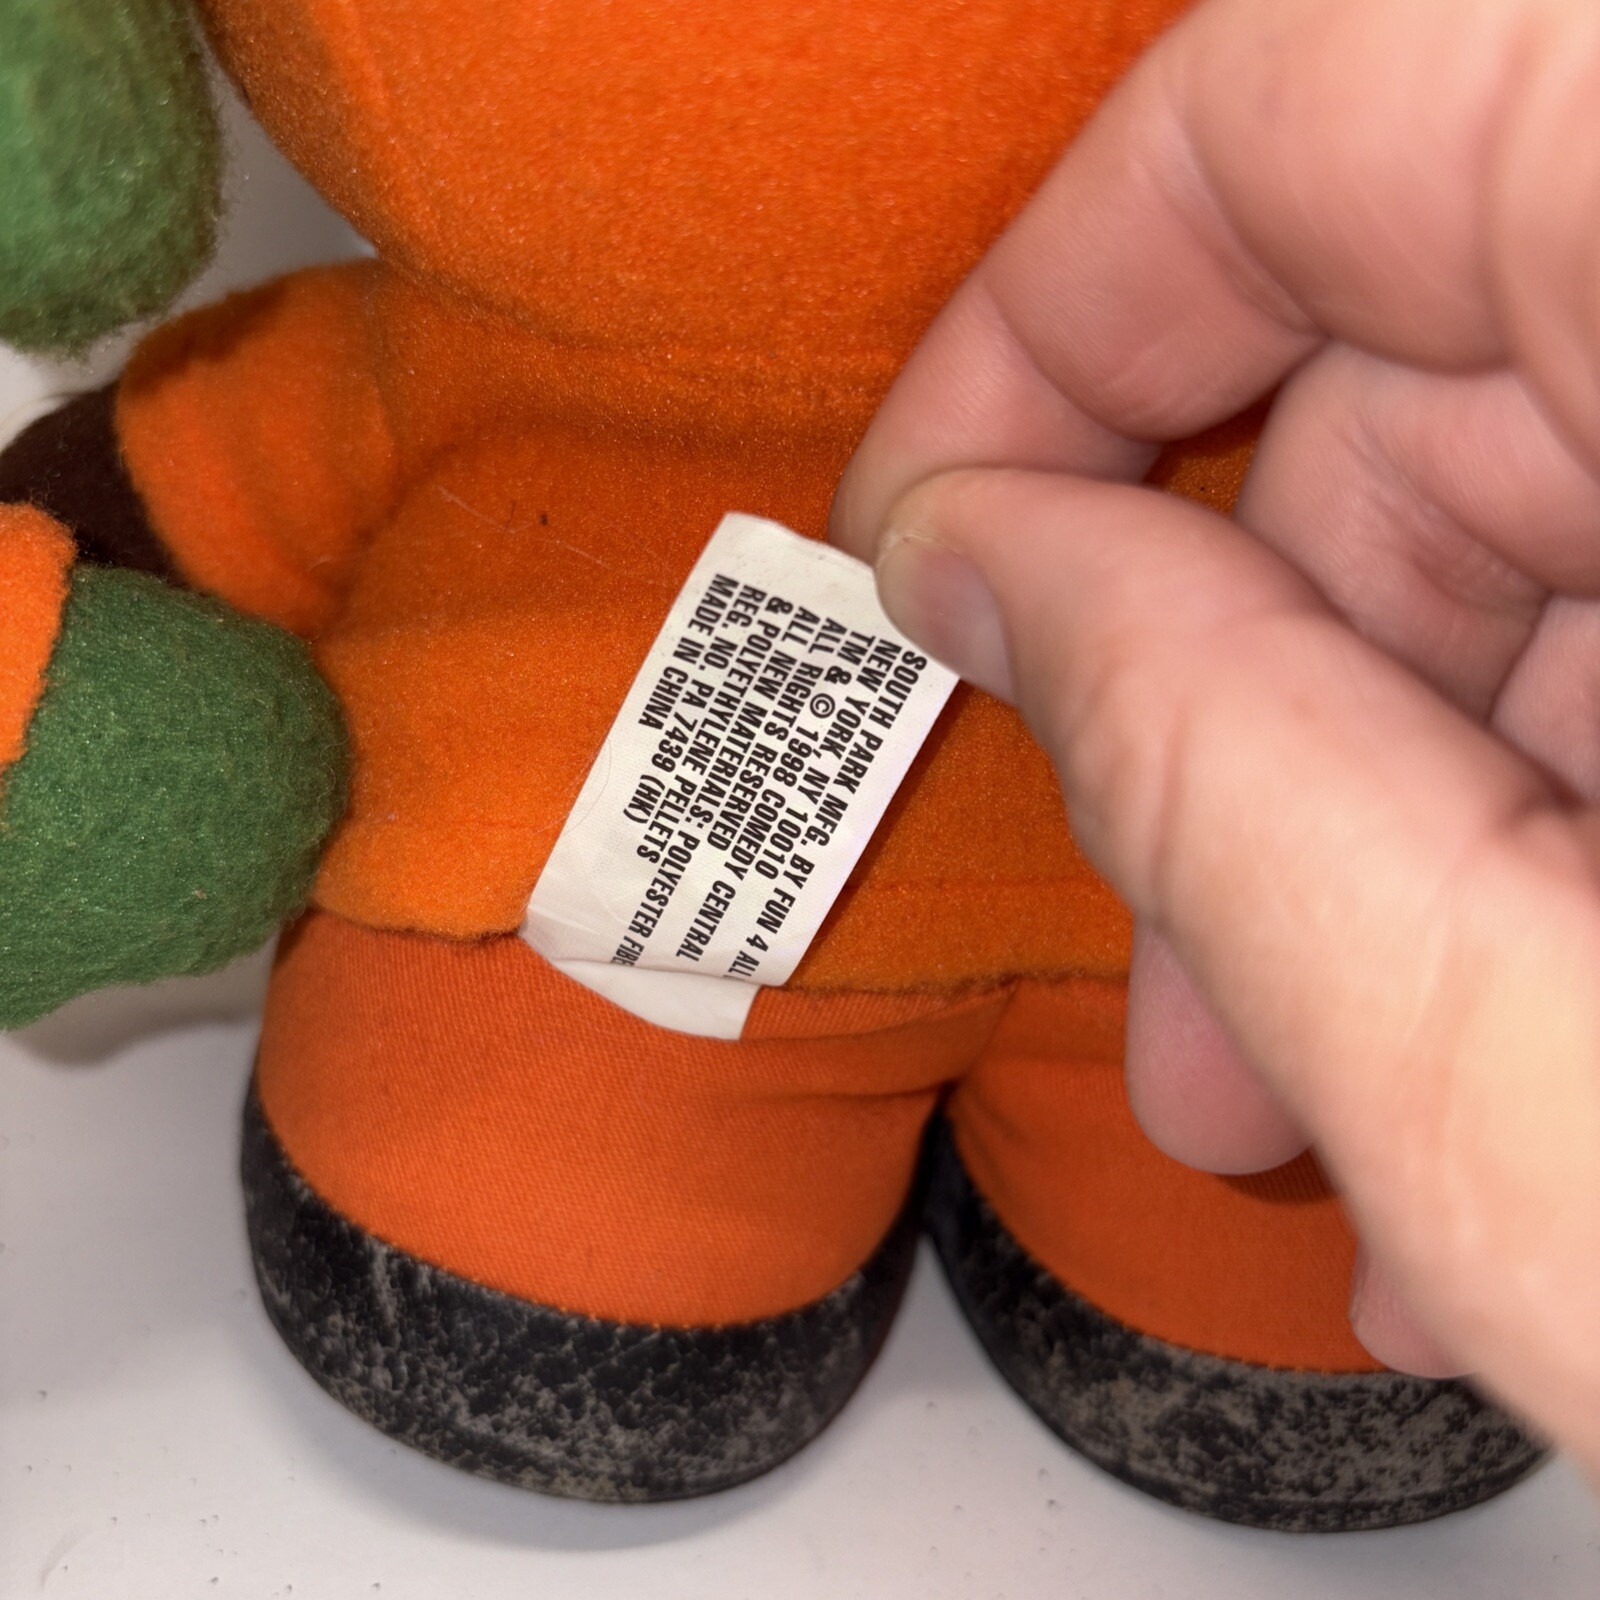 SOUTH PARK MFG. BY FUN 4 ALL
NEW YORK, NY 10010
TM & © 1998 COMEDY CENTRAL
ALL RIGHTS RESERVED
ALL NEW MATERIALS: POLYESTER
& POLYETHYLENE PELLETS
REG. NO. PA 7439 (HK)
MADE IN CHINA